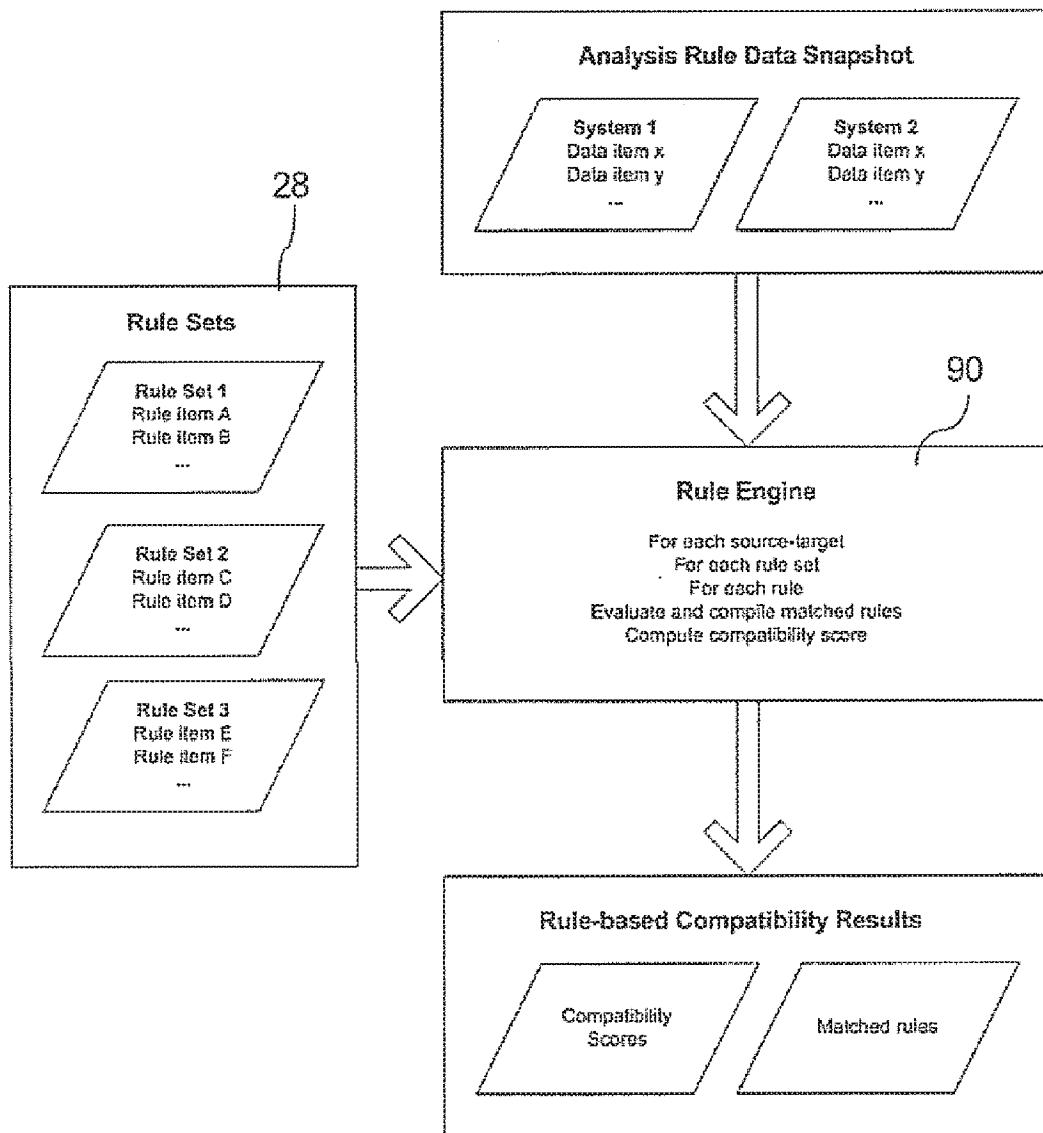 Analysis Rule Data Snapshot
System 1
Data item x
Data item y
...
System 2
Data item x
Data item y
...
28
Rule Sets
Rule Set 1
Rule item A
Rule item B
...
Rule Set 2
Rule item C
Rule item D
...
Rule Set 3
Rule item E
Rule item F
...
90
Rule Engine
For each source-target
For each rule set
For each rule
Evaluate and compile matched rules
Compute compatibility score
Rule-based Compatibility Results
Compatibility
Scores
Matched rules